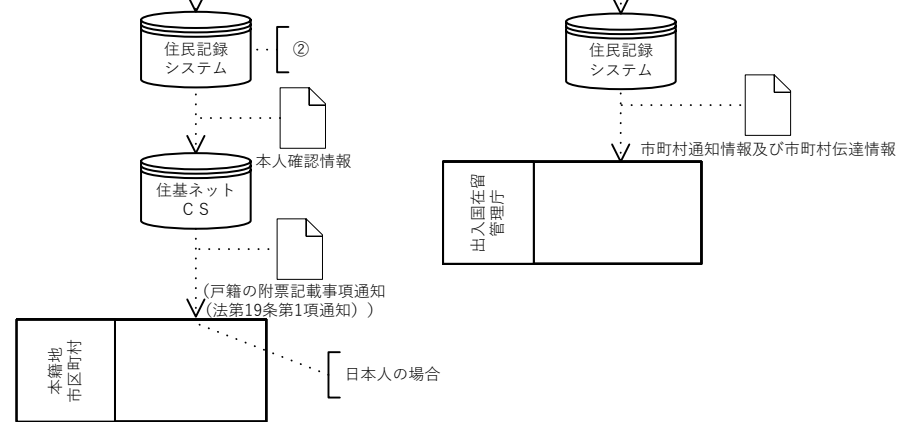 住民記録
システム
②
本人確認情報
住基ネット
ＣＳ
(戸籍の附票記載事項通知
(法第19条第1項通知））
本籍地
市区町村
日本人の場合
住民記録
システム
市町村通知情報及び市町村伝達情報
出入国在留
管理庁